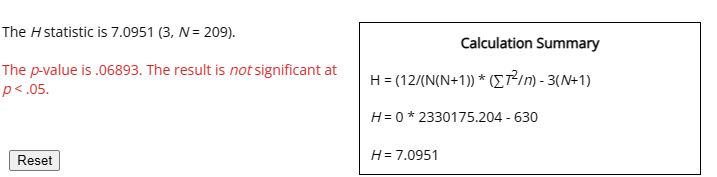 The H statistic is 7.0951 (3, N = 209).
The p-value is .06893. The result is not significant at
p < .05.
Reset
Calculation Summary
H = (12/(N(N+1)) * (∑T²/n) - 3(N+1)
H = 0 * 2330175.204 - 630
H = 7.0951